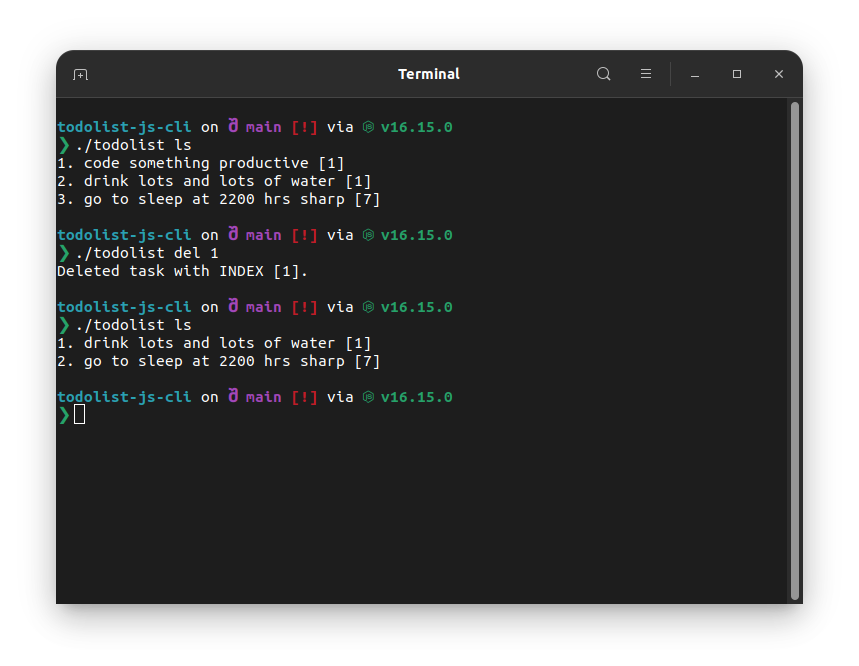 Terminal
todolist-js-cli on ð main [!] via JS v16.15.0
❯ ./todolist ls
1. code something productive [1]
2. drink lots and lots of water [1]
3. go to sleep at 2200 hrs sharp [7]
todolist-js-cli on ð main [!] via JS v16.15.0
❯ ./todolist del 1
Deleted task with INDEX [1].
todolist-js-cli on ð main [!] via JS v16.15.0
❯ ./todolist ls
1. drink lots and lots of water [1]
2. go to sleep at 2200 hrs sharp [7]
todolist-js-cli on ð main [!] via JS v16.15.0
❯